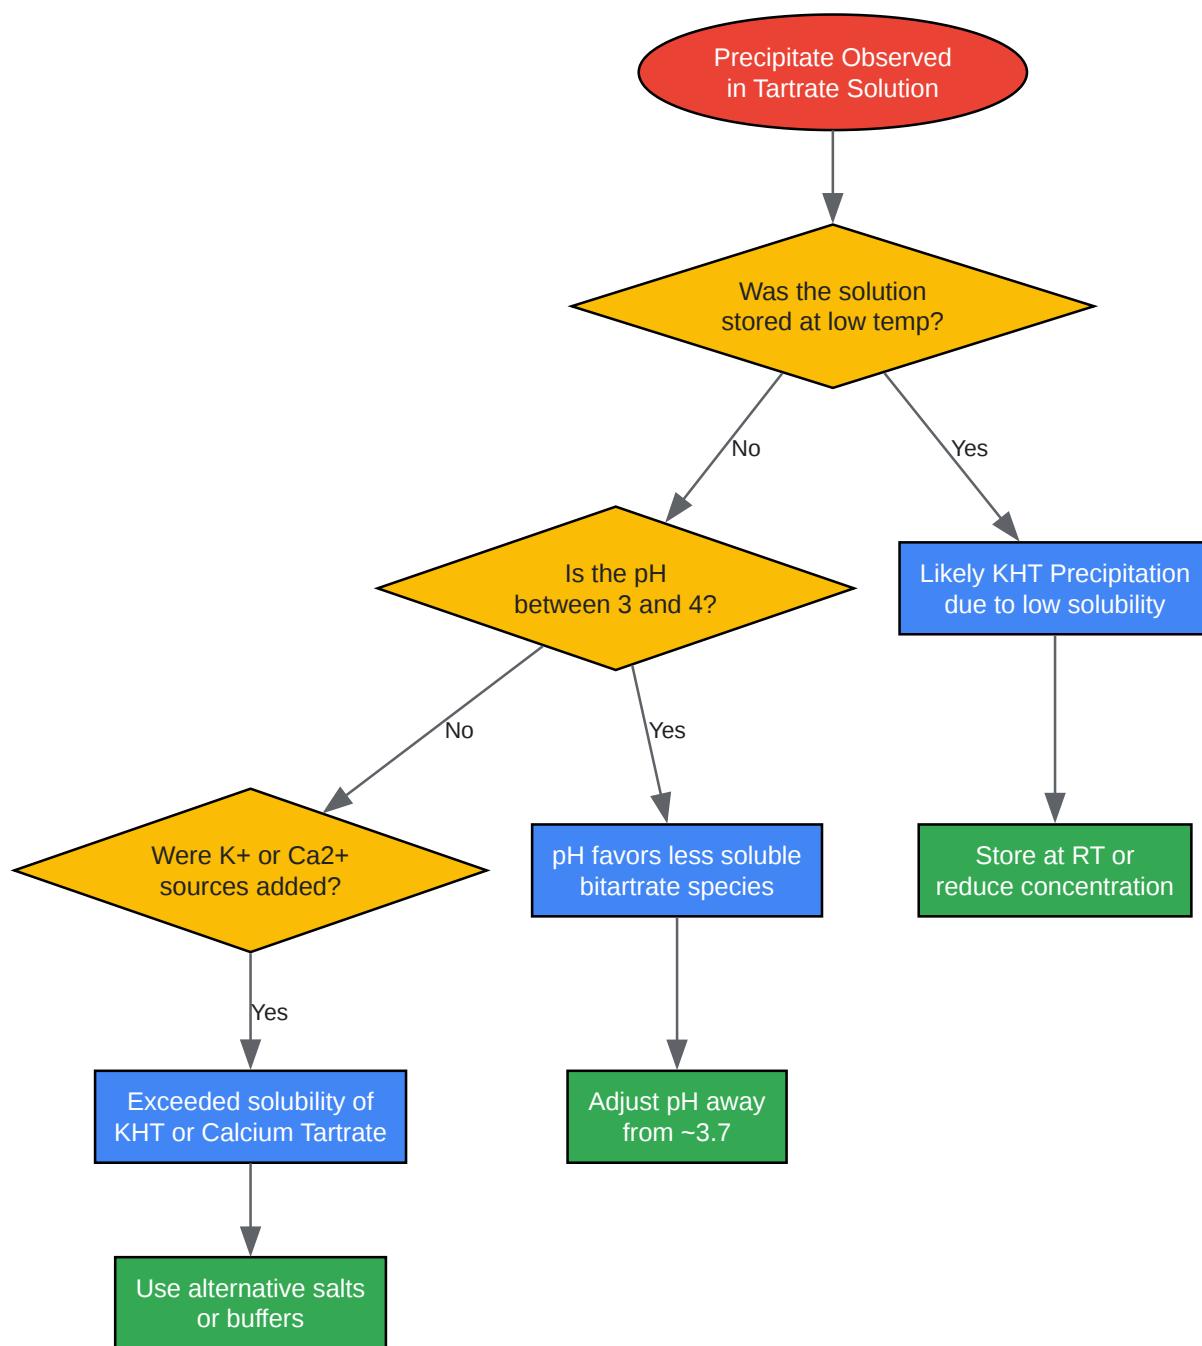 Precipitate Observed
in Tartrate Solution
Was the solution
stored at low temp?
No
Yes
Is the pH
between 3 and 4?
Likely KHT Precipitation
due to low solubility
No
Yes
Were K+ or Ca2+
sources added?
pH favors less soluble
bitartrate species
Store at RT or
reduce concentration
Yes
Exceeded solubility of
KHT or Calcium Tartrate
Adjust pH away
from ~3.7
Use alternative salts
or buffers